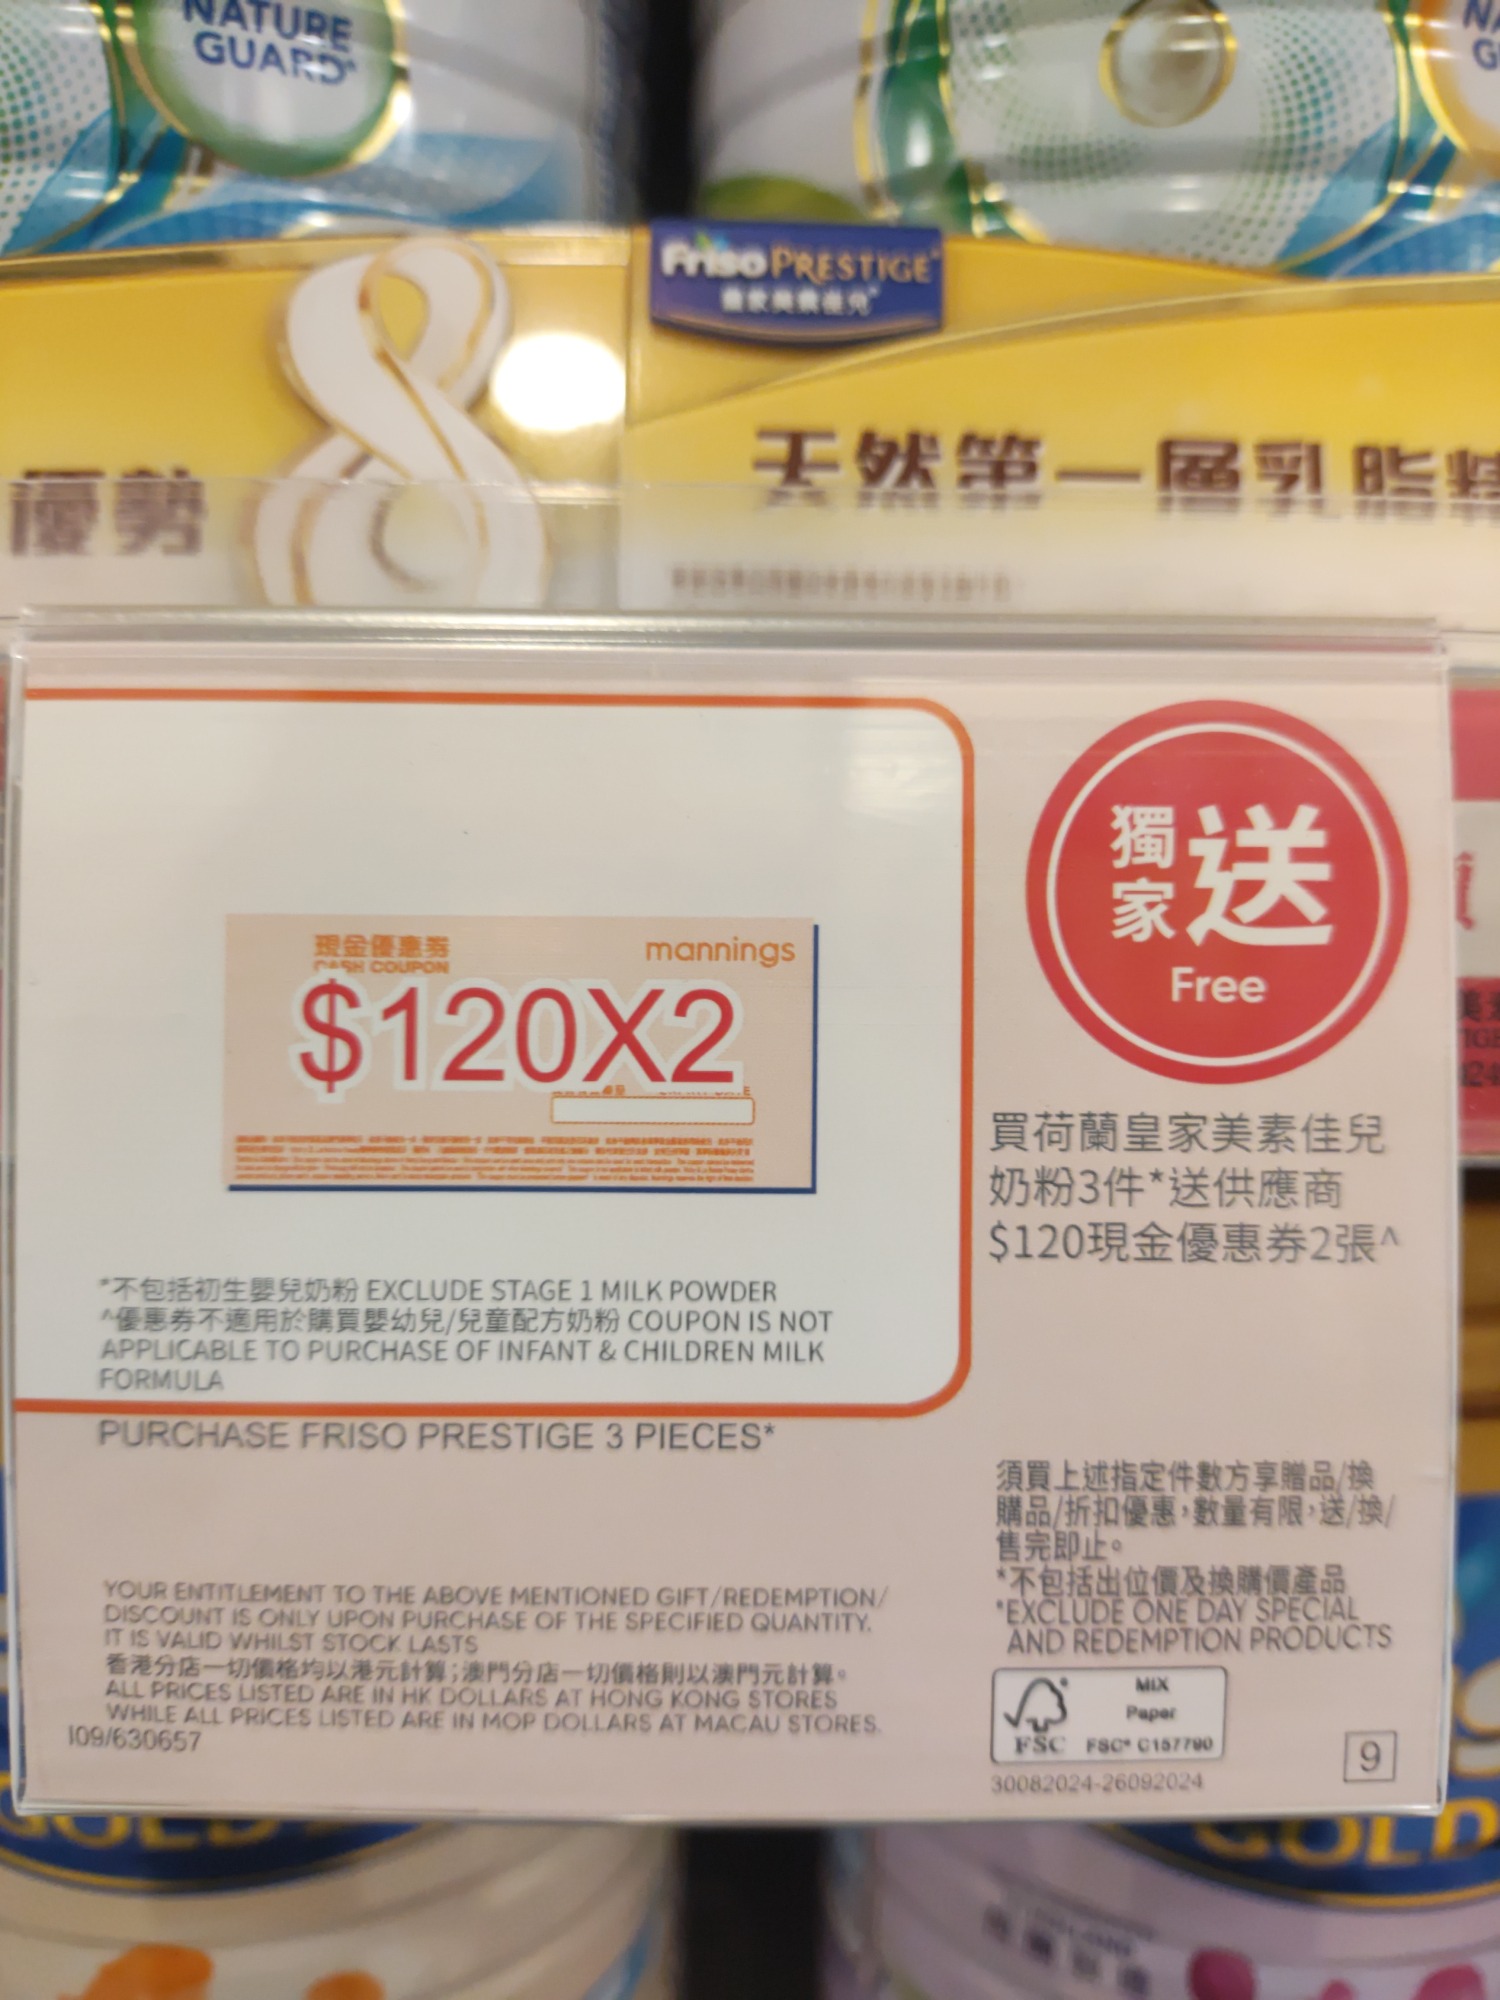 NATURE
GUARD
Friso PRESTIGE
皇家美素佳兒
優勢
天然第一層乳脂
獨家送
Free
現金優惠券
CASH COUPON
mannings
$120X2
買荷蘭皇家美素佳兒
奶粉3件*送供應商
$120現金優惠券2張^
*不包括初生嬰兒奶粉 EXCLUDE STAGE 1 MILK POWDER
^優惠券不適用於購買嬰幼兒/兒童配方奶粉 COUPON IS NOT
APPLICABLE TO PURCHASE OF INFANT & CHILDREN MILK
FORMULA
PURCHASE FRISO PRESTIGE 3 PIECES*
須買上述指定件數方享贈品/換
購品/折扣優惠，數量有限，送/換/
售完即止。
*不包括出位價及換購價產品
*EXCLUDE ONE DAY SPECIAL
AND REDEMPTION PRODUCTS
YOUR ENTITLEMENT TO THE ABOVE MENTIONED GIFT/REDEMPTION/
DISCOUNT IS ONLY UPON PURCHASE OF THE SPECIFIED QUANTITY.
IT IS VALID WHILST STOCK LASTS
香港分店一切價格均以港元計算；澳門分店一切價格則以澳門元計算。
ALL PRICES LISTED ARE IN HK DOLLARS AT HONG KONG STORES
WHILE ALL PRICES LISTED ARE IN MOP DOLLARS AT MACAU STORES.
I09/630657
MIX
Paper
FSC
FSC® C157790
30082024-26092024
9
GOLD
GOLD